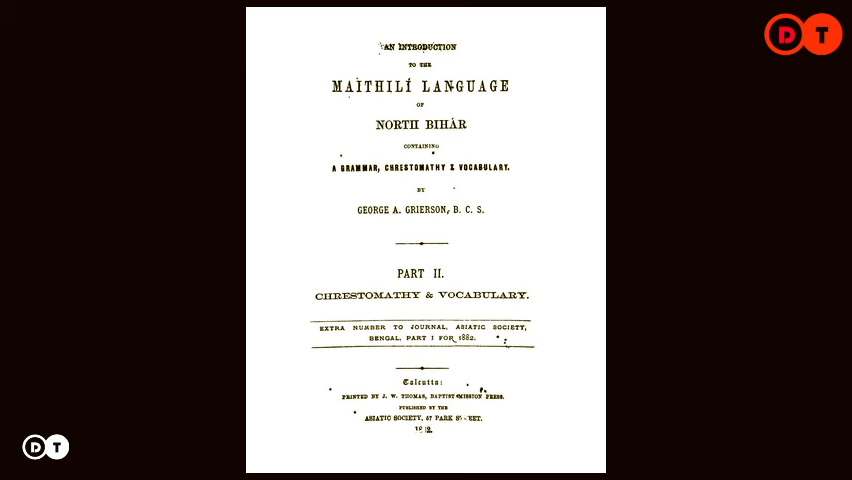 AN INTRODUCTION
TO THE
MAITHILÍ LANGUAGE
OF
NORTH BIHÁR
CONTAINING
A GRAMMAR, CHRESTOMATHY & VOCABULARY.
BY
GEORGE A. GRIERSON, B. C. S.
PART II.
CHRESTOMATHY & VOCABULARY.
EXTRA NUMBER TO JOURNAL, ASIATIC SOCIETY,
BENGAL, PART I FOR 1882.
Calcutta:
PRINTED BY J. W. THOMAS, BAPTIST MISSION PRESS.
PUBLISHED BY THE
ASIATIC SOCIETY, 57 PARK
D T
D T